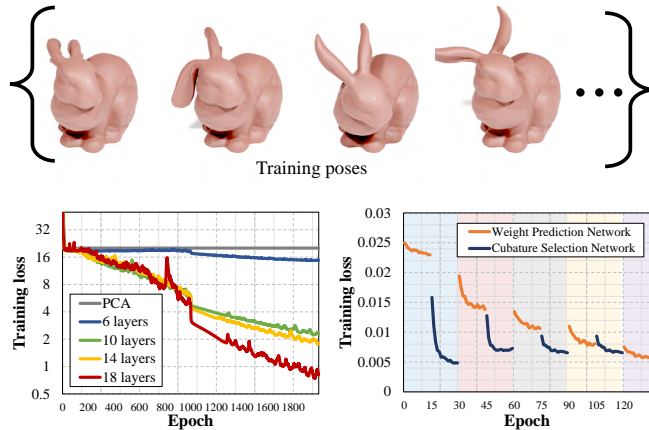 Training poses
32
16
8
4
2
1
0.5
Training loss
PCA
6 layers
10 layers
14 layers
18 layers
0 200 400 600 800 1000 1200 1400 1600 1800
Epoch
0.03
0.025
0.02
0.015
0.01
0.005
0
Training loss
Weight Prediction Network
Cubature Selection Network
0 15 30 45 60 75 90 105 120
Epoch